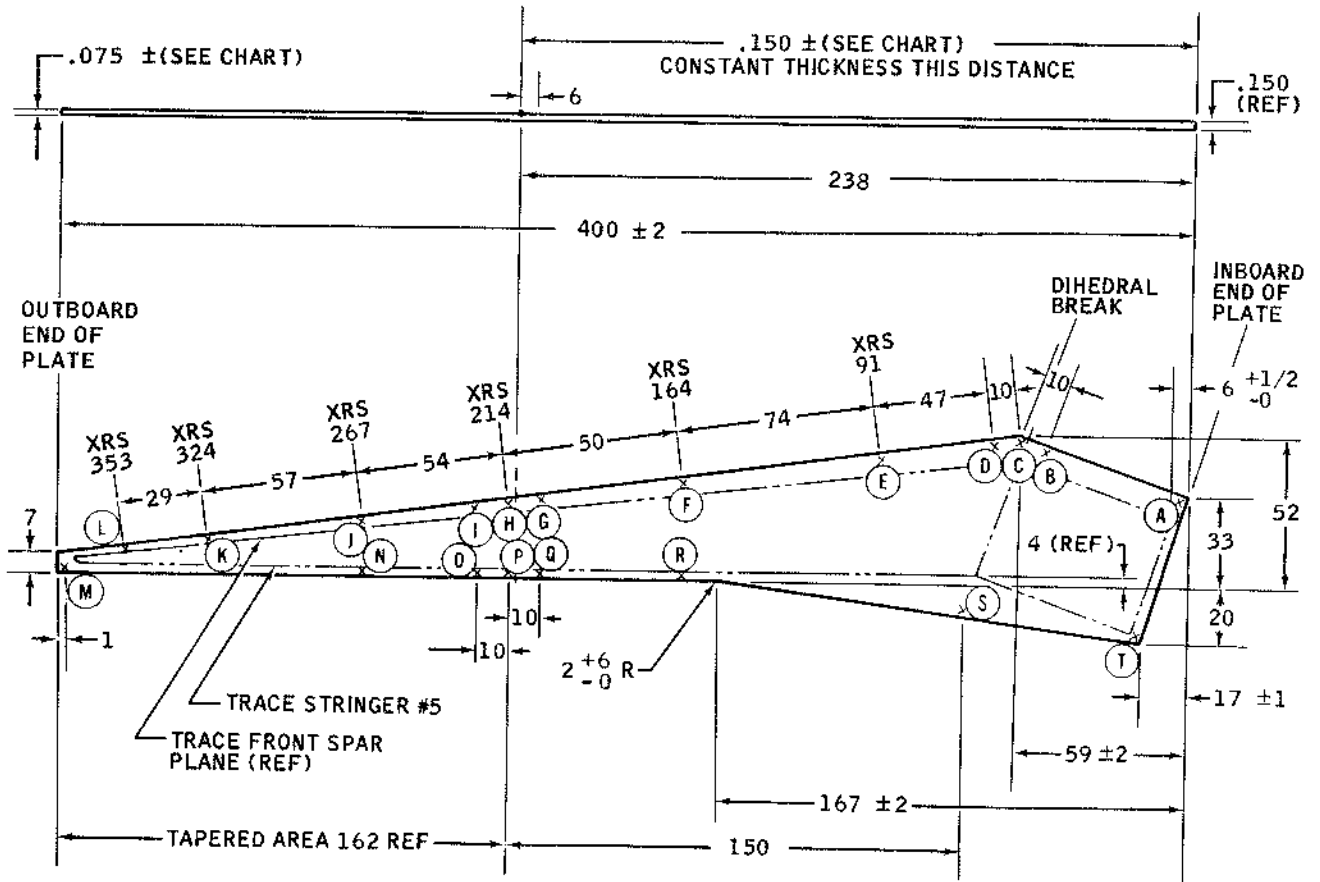 .075 ±(SEE CHART)
.150 ±(SEE CHART)
CONSTANT THICKNESS THIS DISTANCE
6
.150
(REF)
238
400 ±2
OUTBOARD
END OF
PLATE
DIHEDRAL
BREAK
INBOARD
END OF
PLATE
XRS
353
XRS
324
XRS
267
XRS
214
XRS
164
XRS
91
29
57
54
50
74
47
10
10
6 +1/2
-0
7
L
K
J
N
I
H
G
O
P
Q
F
R
E
D
C
B
A
M
S
T
4 (REF)
52
33
20
1
10
10
2 +6
-0 R
17 ±1
TRACE STRINGER #5
TRACE FRONT SPAR
PLANE (REF)
59 ±2
167 ±2
TAPERED AREA 162 REF
150